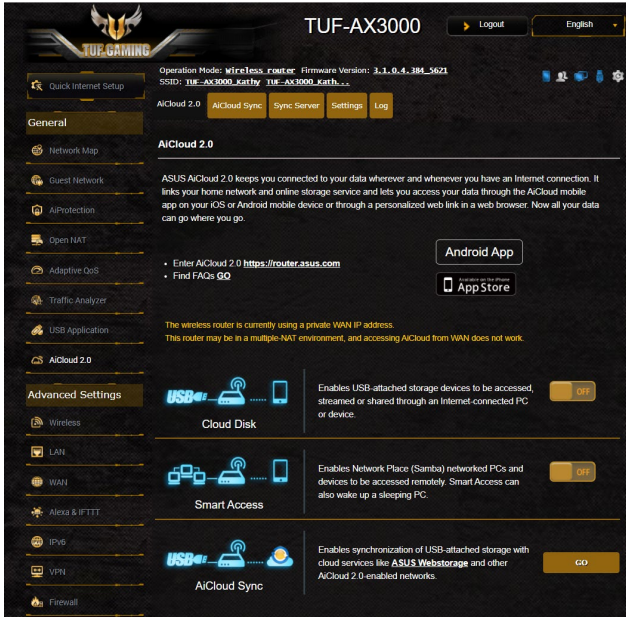 TUF-AX3000
Logout
English
TUF GAMING
Quick Internet Setup
Operation Mode: Wireless router Firmware Version: 3.1.0.4.384_5621
SSID: TUF-AX3000_Kathy TUF-AX3000_Kath...
AiCloud 2.0
AiCloud Sync
Sync Server
Settings
Log
General
Network Map
Guest Network
AiProtection
Open NAT
Adaptive QoS
Traffic Analyzer
USB Application
AiCloud 2.0
Advanced Settings
Wireless
LAN
WAN
Alexa & IFTTT
IPv6
VPN
Firewall
AiCloud 2.0
ASUS AiCloud 2.0 keeps you connected to your data wherever and whenever you have an Internet connection. It
links your home network and online storage service and lets you access your data through the AiCloud mobile
app on your iOS or Android mobile device or through a personalized web link in a web browser. Now all your data
can go where you go.
Enter AiCloud 2.0 https://router.asus.com
Find FAQs GO
Android App
Available on the iPhone
App Store
The wireless router is currently using a private WAN IP address.
This router may be in a multiple-NAT environment, and accessing AiCloud from WAN does not work.
USB
Cloud Disk
Enables USB-attached storage devices to be accessed,
streamed or shared through an Internet-connected PC
or device.
OFF
Smart Access
Enables Network Place (Samba) networked PCs and
devices to be accessed remotely. Smart Access can
also wake up a sleeping PC.
OFF
USB
AiCloud Sync
Enables synchronization of USB-attached storage with
cloud services like ASUS Webstorage and other
AiCloud 2.0-enabled networks.
GO